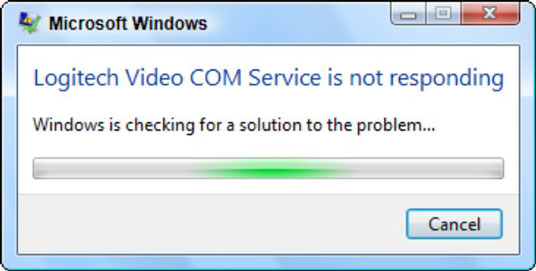 Microsoft Windows
Logitech Video COM Service is not responding
Windows is checking for a solution to the problem...
Cancel